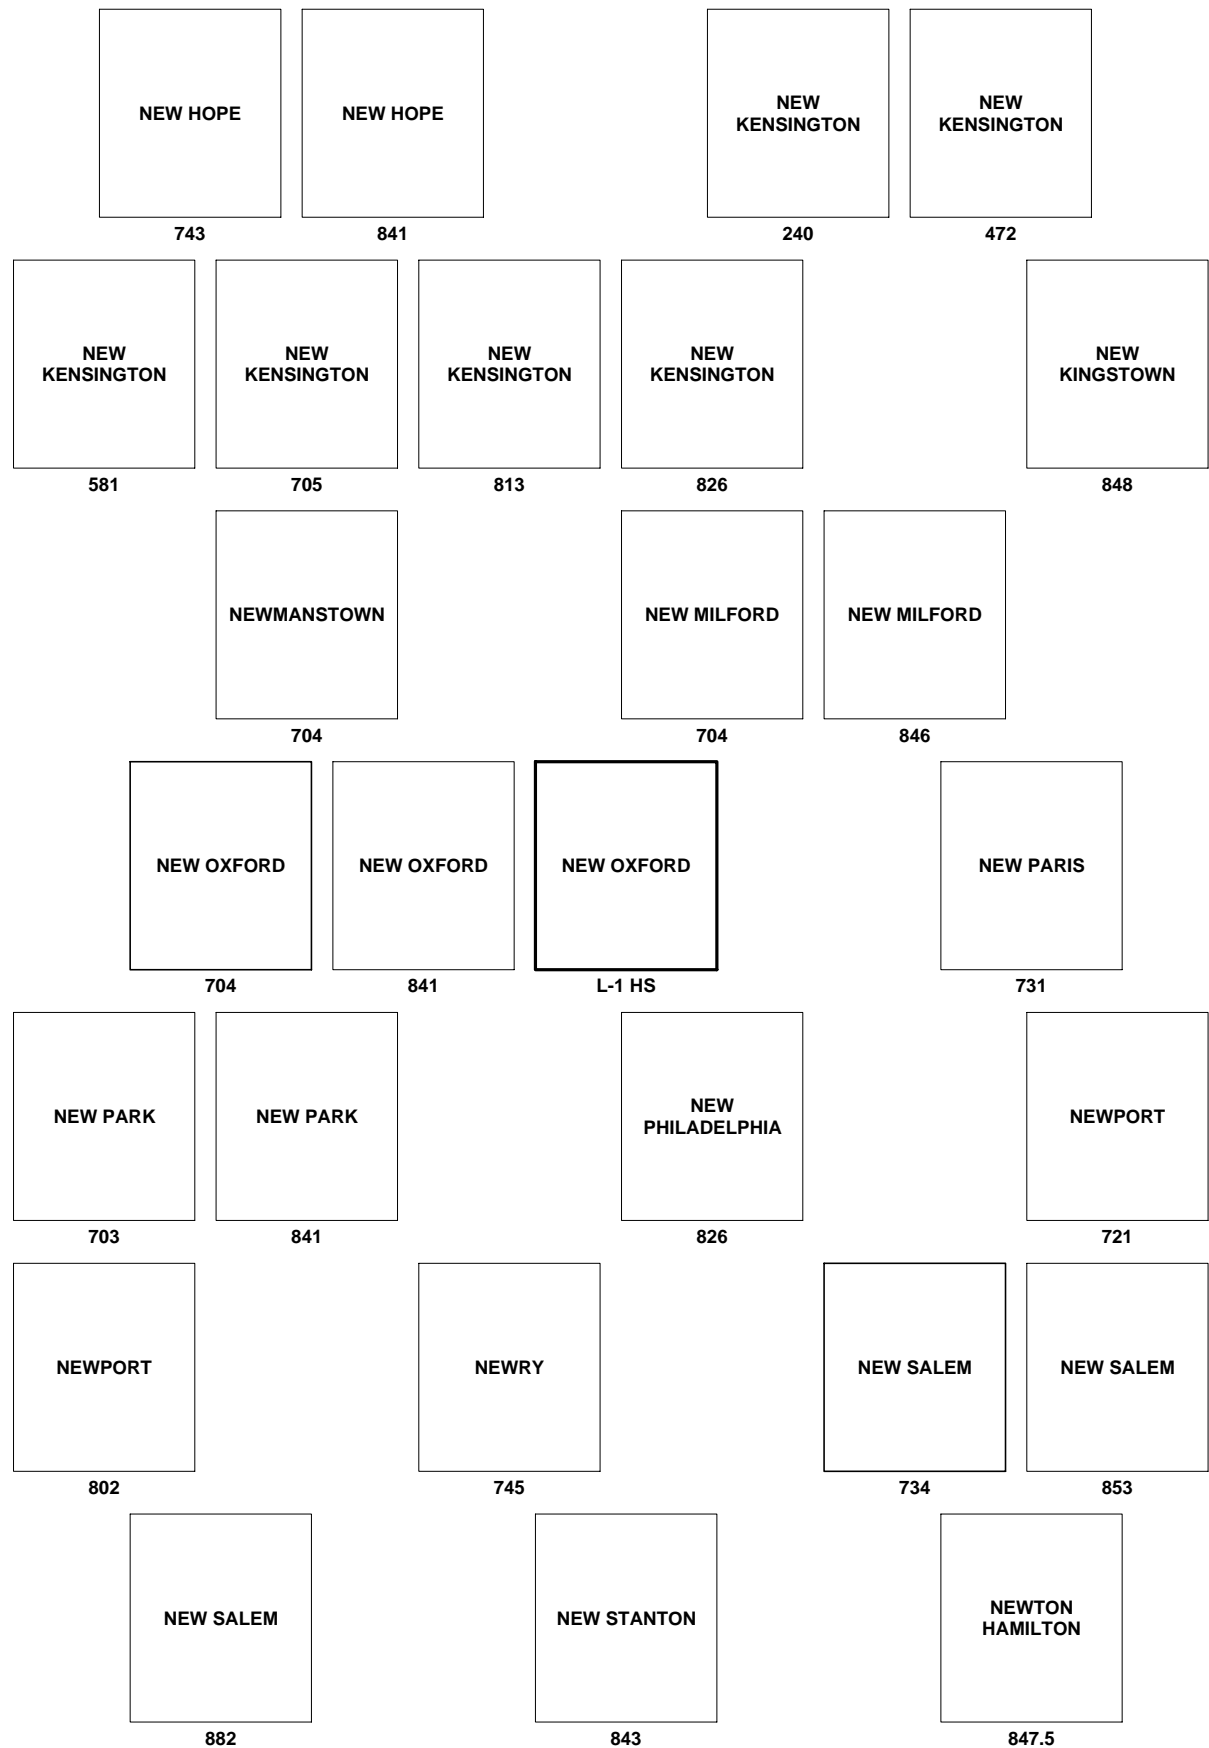 NEW HOPE
NEW HOPE
NEW
KENSINGTON
NEW
KENSINGTON
743
841
240
472
NEW
KENSINGTON
NEW
KENSINGTON
NEW
KENSINGTON
NEW
KENSINGTON
NEW
KINGSTOWN
581
705
813
826
848
NEWMANSTOWN
NEW MILFORD
NEW MILFORD
704
704
846
NEW OXFORD
NEW OXFORD
NEW OXFORD
NEW PARIS
704
841
L-1 HS
731
NEW PARK
NEW PARK
NEW
PHILADELPHIA
NEWPORT
703
841
826
721
NEWPORT
NEWRY
NEW SALEM
NEW SALEM
802
745
734
853
NEW SALEM
NEW STANTON
NEWTON
HAMILTON
882
843
847.5